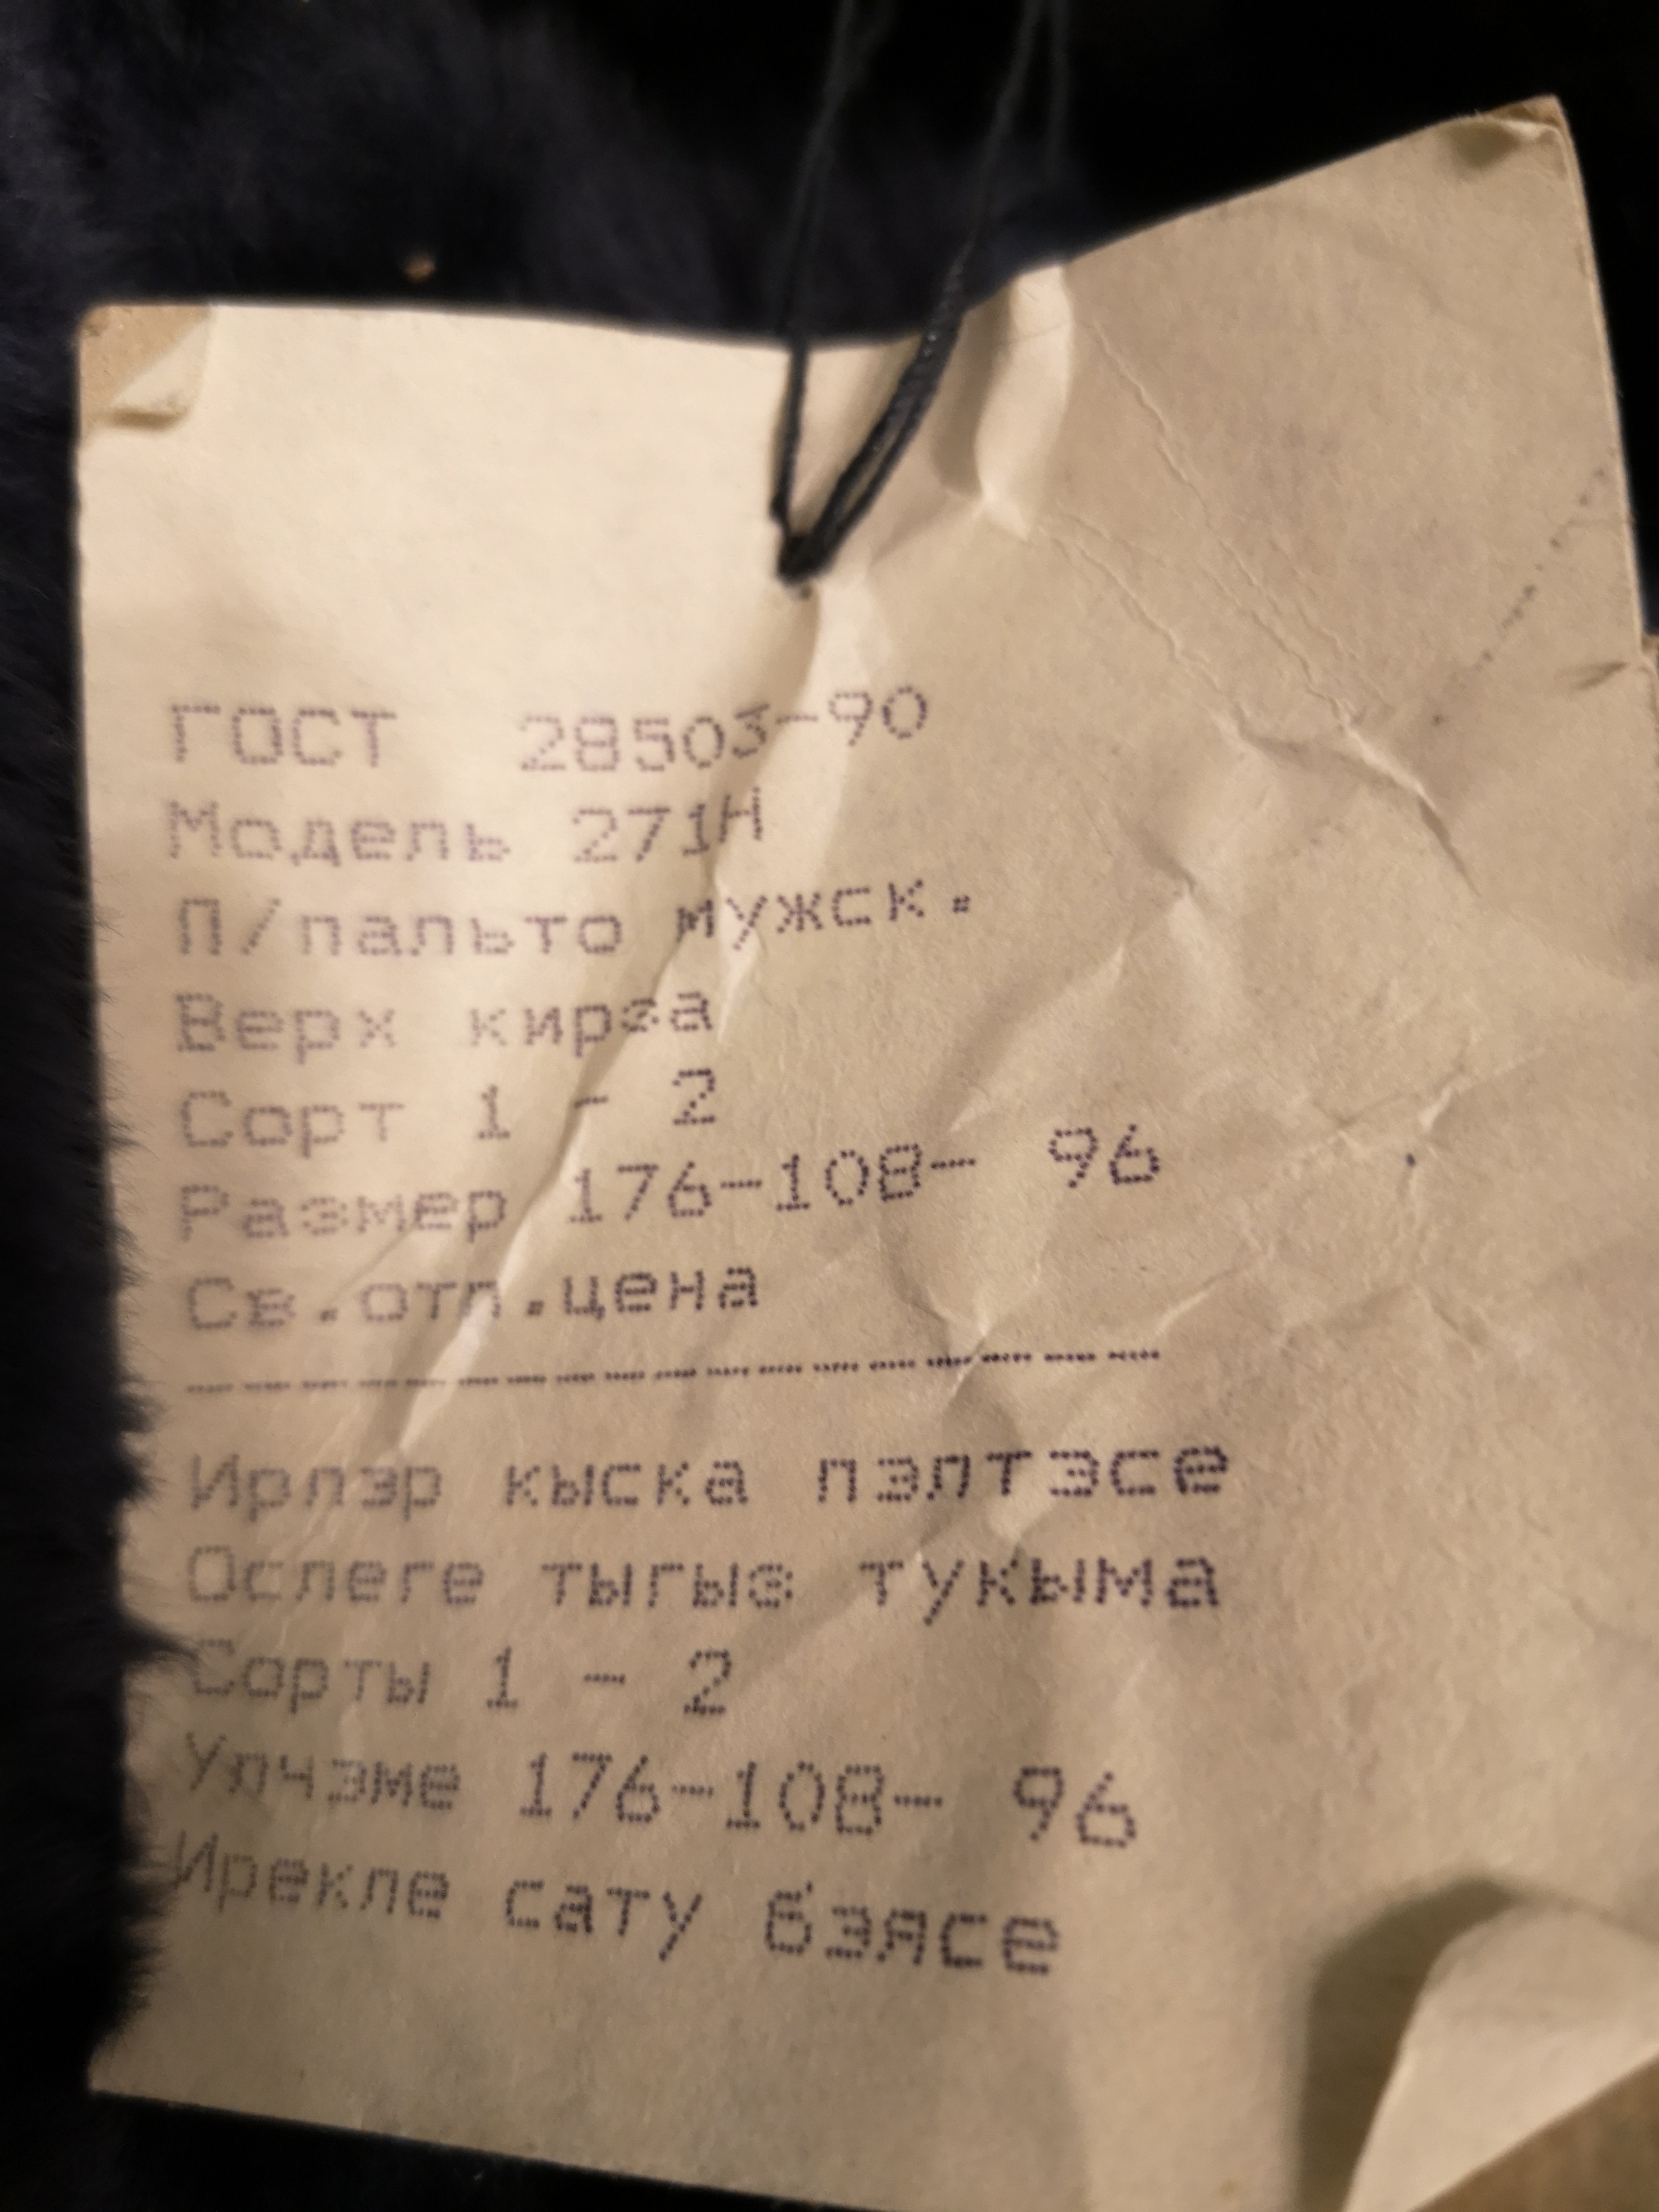 ГОСТ 28503-90
Модель 271Н
П/пальто мужск.
Верх кирза
Сорт 1 - 2
Размер 176-108- 96
Св.отп.цена
Ирлэр кыска пэлтэсе
Ослеге тыгыз тукыма
Сорты 1 - 2
Улчэме 176-108- 96
Ирекле сату бэясе